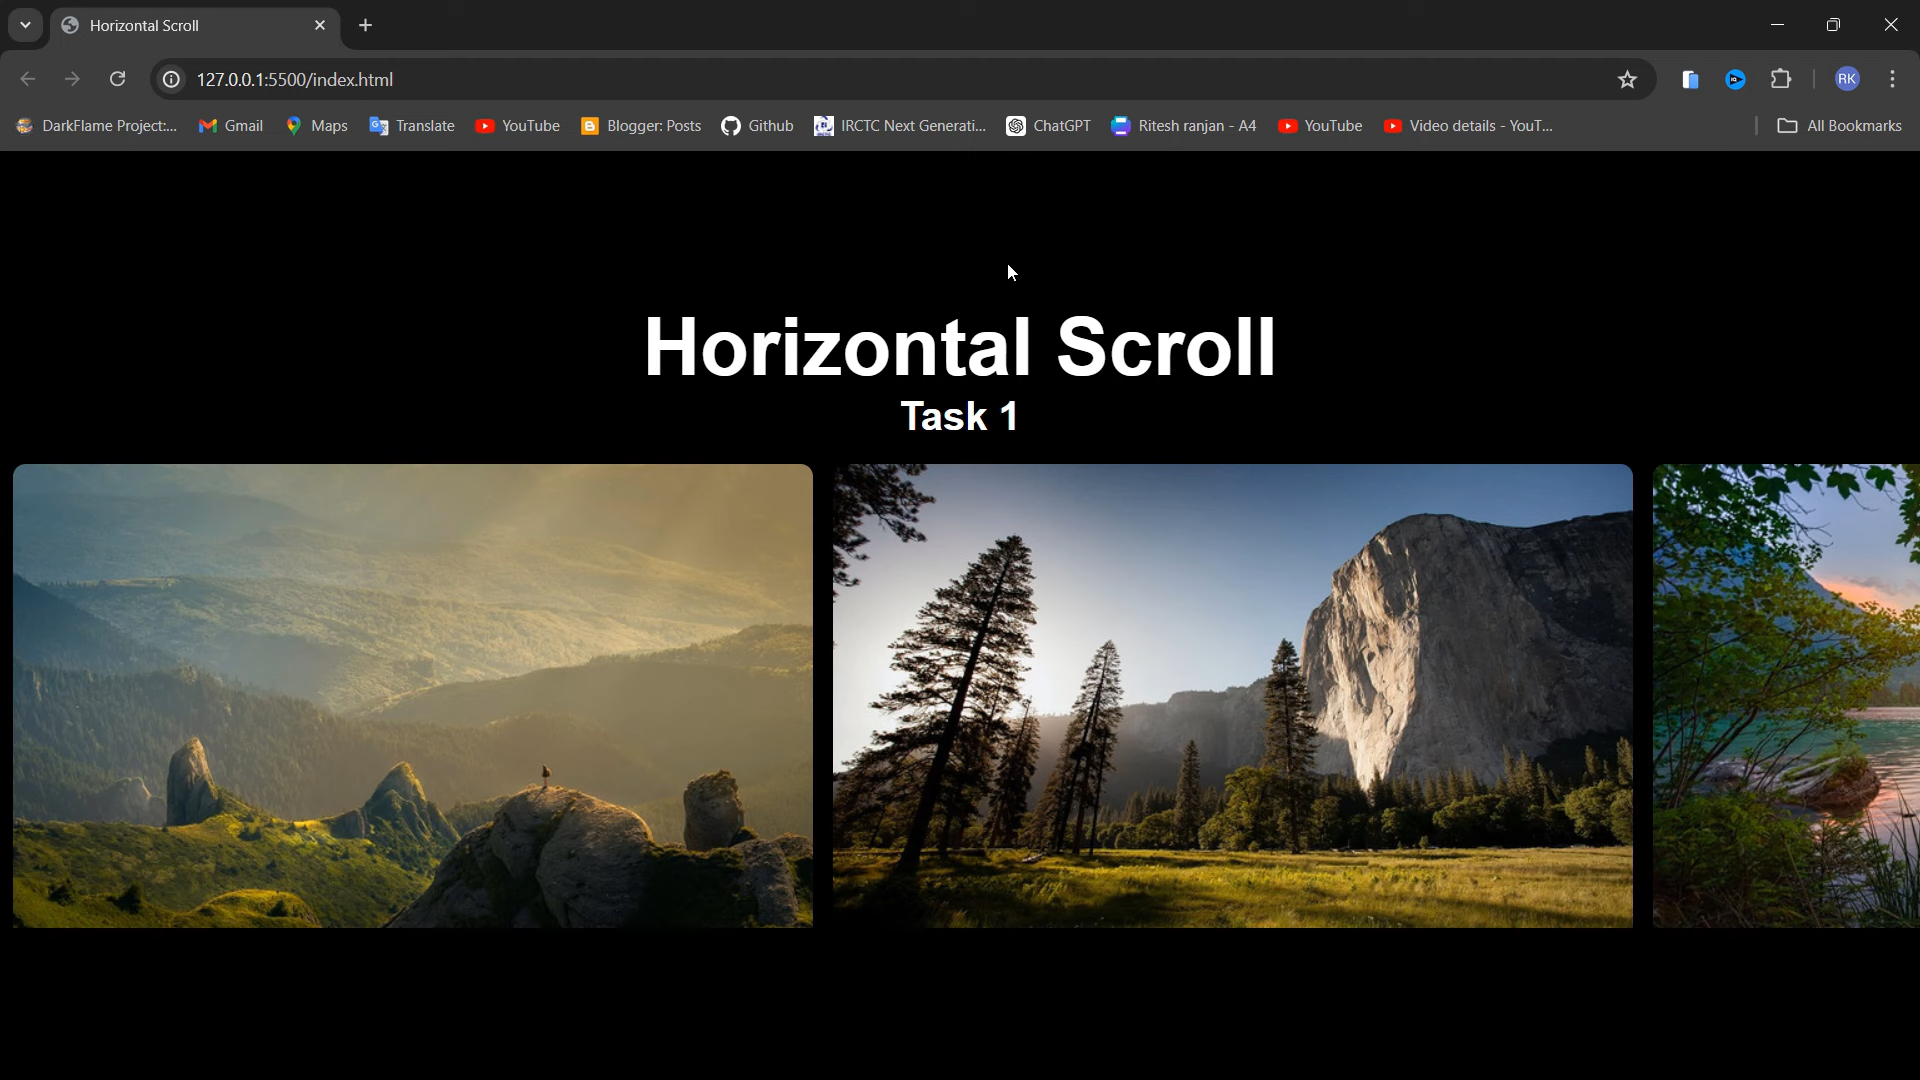 Horizontal Scroll
127.0.0.1:5500/index.html
RK
DarkFlame Project:... Gmail Maps Translate YouTube Blogger: Posts Github IRCTC Next Generati... ChatGPT Ritesh ranjan - A4 YouTube Video details - YouT... All Bookmarks
Horizontal Scroll
Task 1